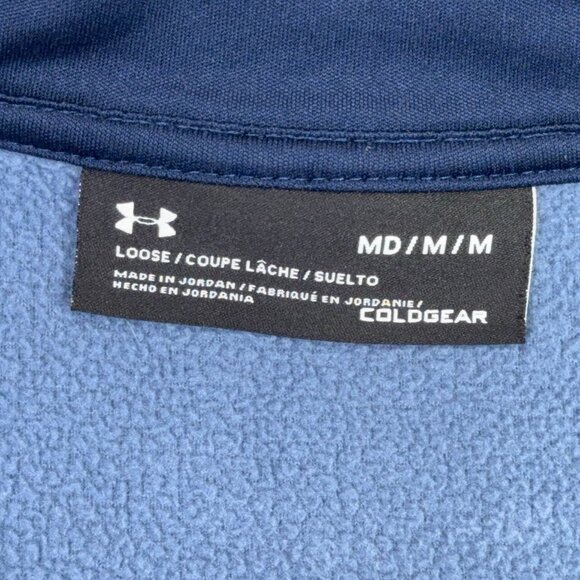 MD/M/M
LOOSE/COUPE LÂCHE/SUELTO
MADE IN JORDAN/FABRIQUÉ EN JORDANIE/
HECHO EN JORDANIA
COLDGEAR